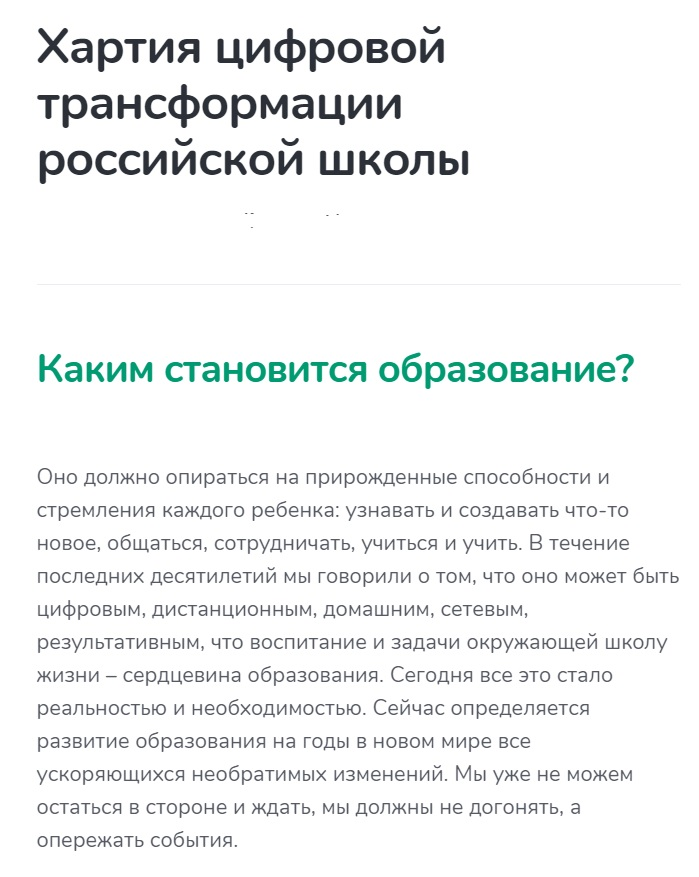 Хартия цифровой
трансформации
российской школы
Каким становится образование?
Оно должно опираться на прирожденные способности и
стремления каждого ребенка: узнавать и создавать что-то
новое, общаться, сотрудничать, учиться и учить. В течение
последних десятилетий мы говорили о том, что оно может быть
цифровым, дистанционным, домашним, сетевым,
результативным, что воспитание и задачи окружающей школу
жизни – сердцевина образования. Сегодня все это стало
реальностью и необходимостью. Сейчас определяется
развитие образования на годы в новом мире все
ускоряющихся необратимых изменений. Мы уже не можем
остаться в стороне и ждать, мы должны не догонять, а
опережать события.